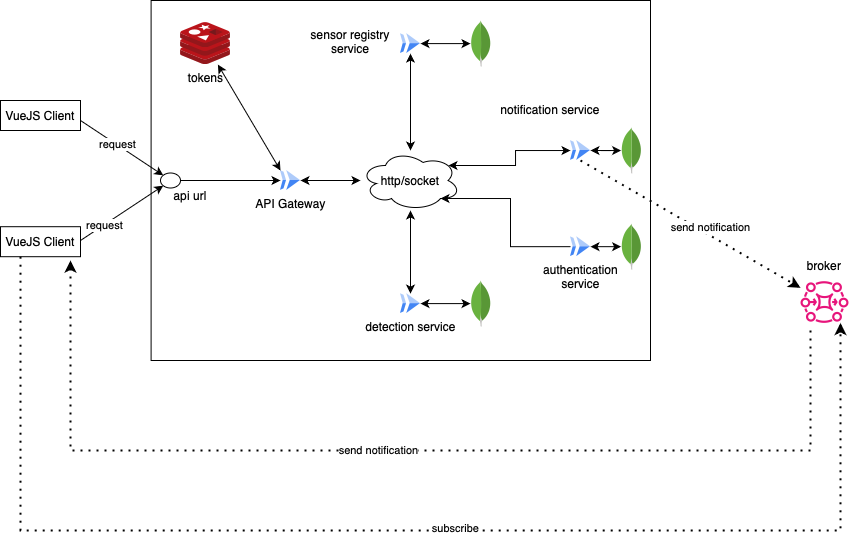 sensor registry
service
tokens
notification service
VueJS Client
request
http/socket
api url
API Gateway
request
send notification
VueJS Client
authentication
service
broker
detection service
send notification
subscribe